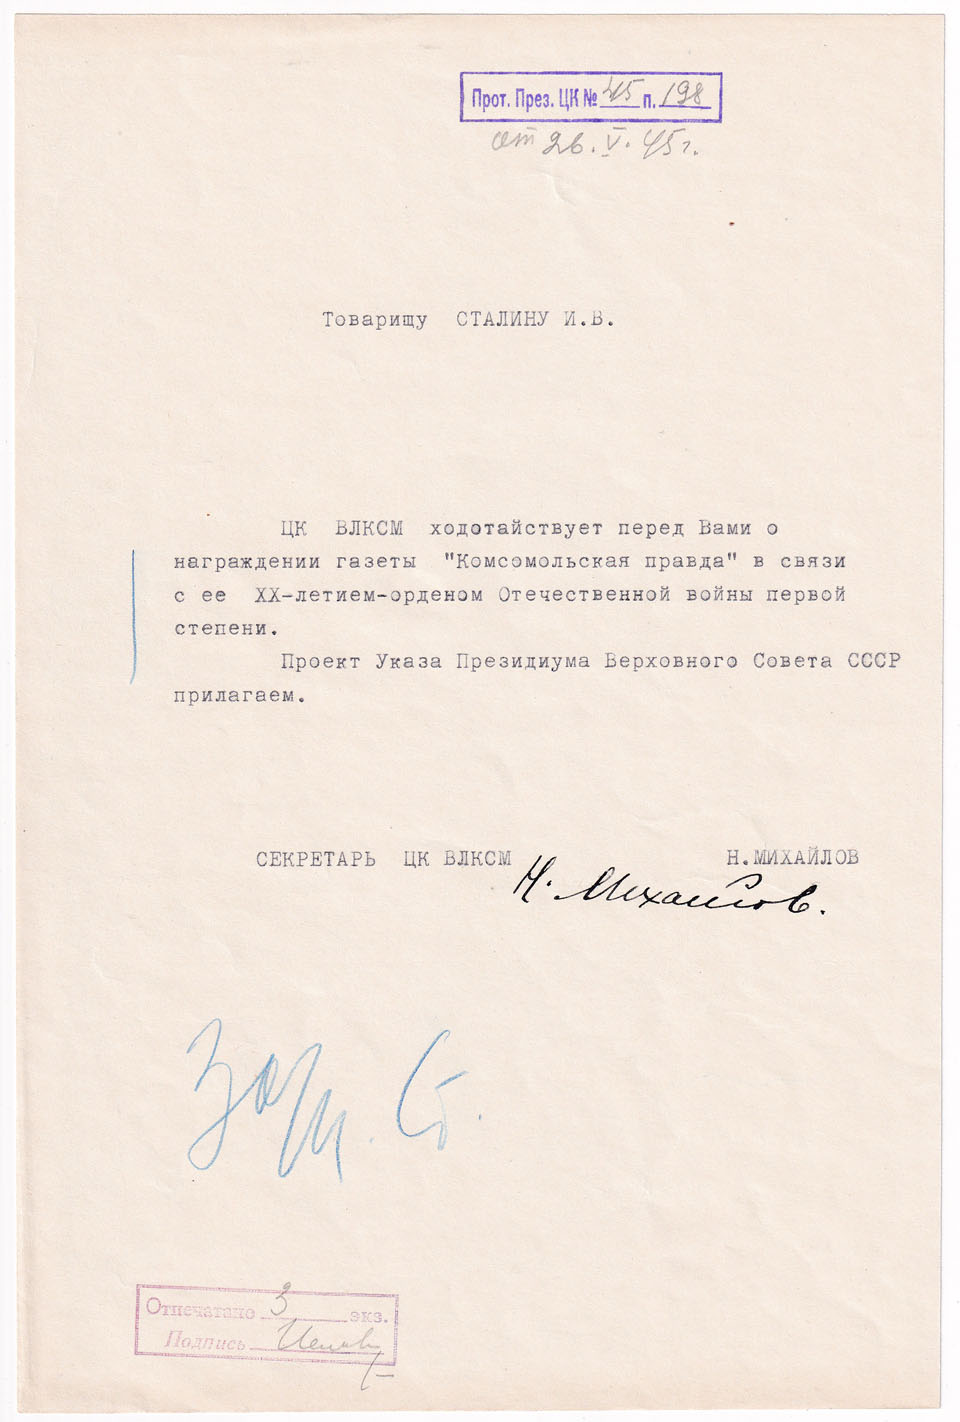 Прот. През. ЦК № 45 п. 198
от 26. V. 45 г.
Товарищу СТАЛИНУ И.В.
ЦК ВЛКСМ ходотайствует перед Вами о
награждении газеты "Комсомольская правда" в связи
с ее XX-летием-орденом Отечественной войны первой
степени.
Проект Указа Президиума Верховного Совета СССР
прилагаем.
СЕКРЕТАРЬ ЦК ВЛКСМ Н.МИХАЙЛОВ
Н. Михайлов.
За И. Ст.
Отпечатано 3 экз.
Подпись